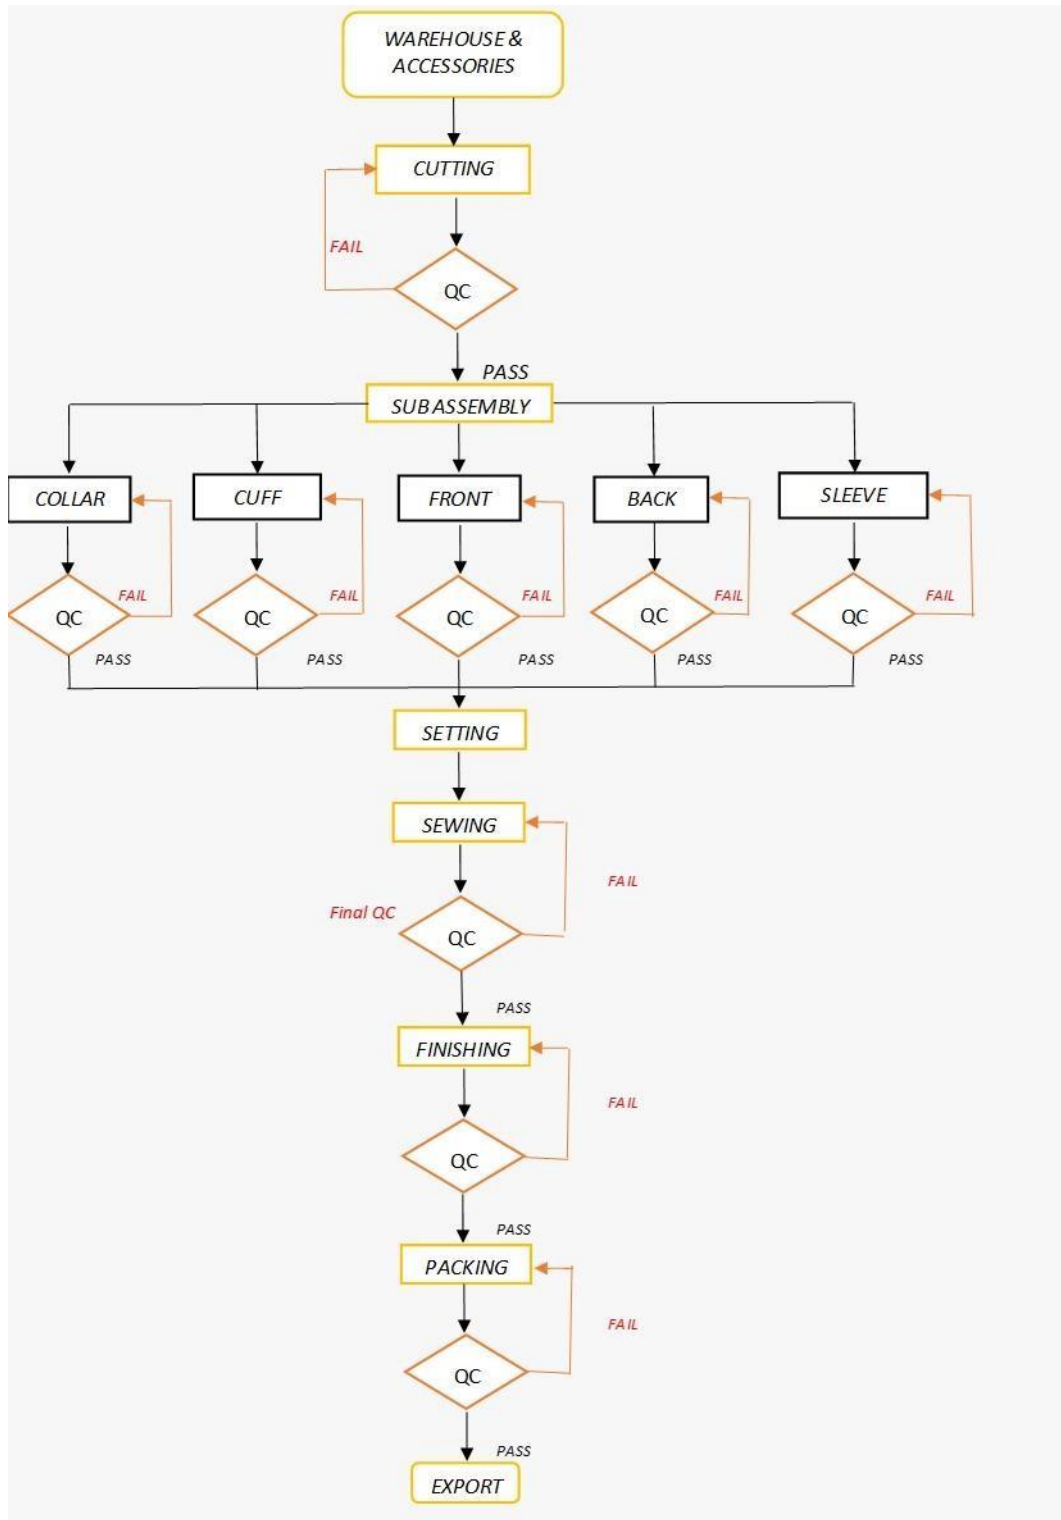 WAREHOUSE &
ACCESSORIES
CUTTING
FAIL
QC
PASS
SUB ASSEMBLY
COLLAR
CUFF
FRONT
BACK
SLEEVE
FAIL
FAIL
FAIL
FAIL
FAIL
QC
QC
QC
QC
QC
PASS
PASS
PASS
PASS
PASS
SETTING
SEWING
FAIL
Final QC
QC
PASS
FINISHING
FAIL
QC
PASS
PACKING
FAIL
QC
PASS
EXPORT